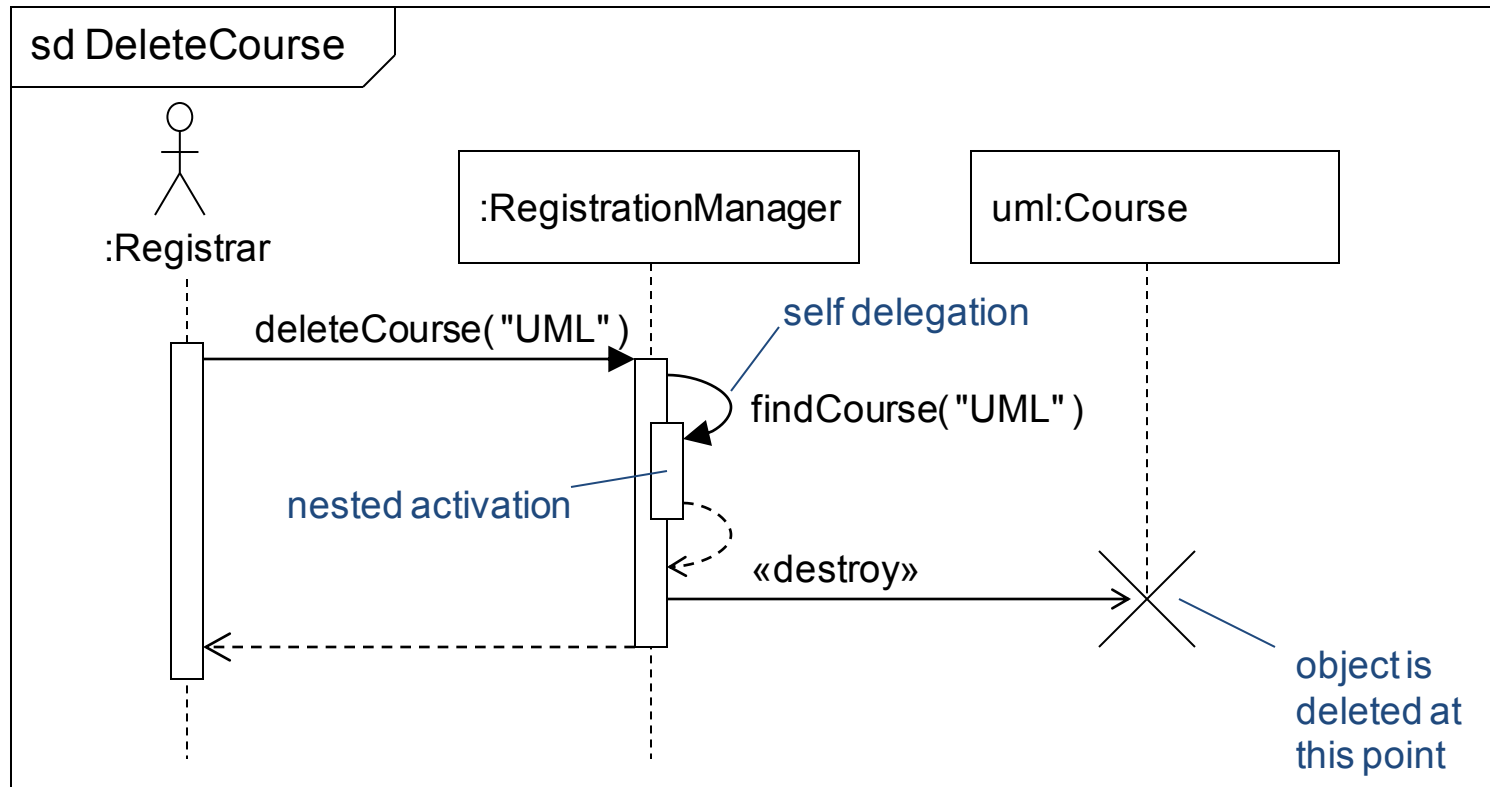 sd DeleteCourse
:Registrar
:RegistrationManager
uml:Course
deleteCourse("UML")
self delegation
findCourse("UML")
nested activation
«destroy»
object is
deleted at
this point